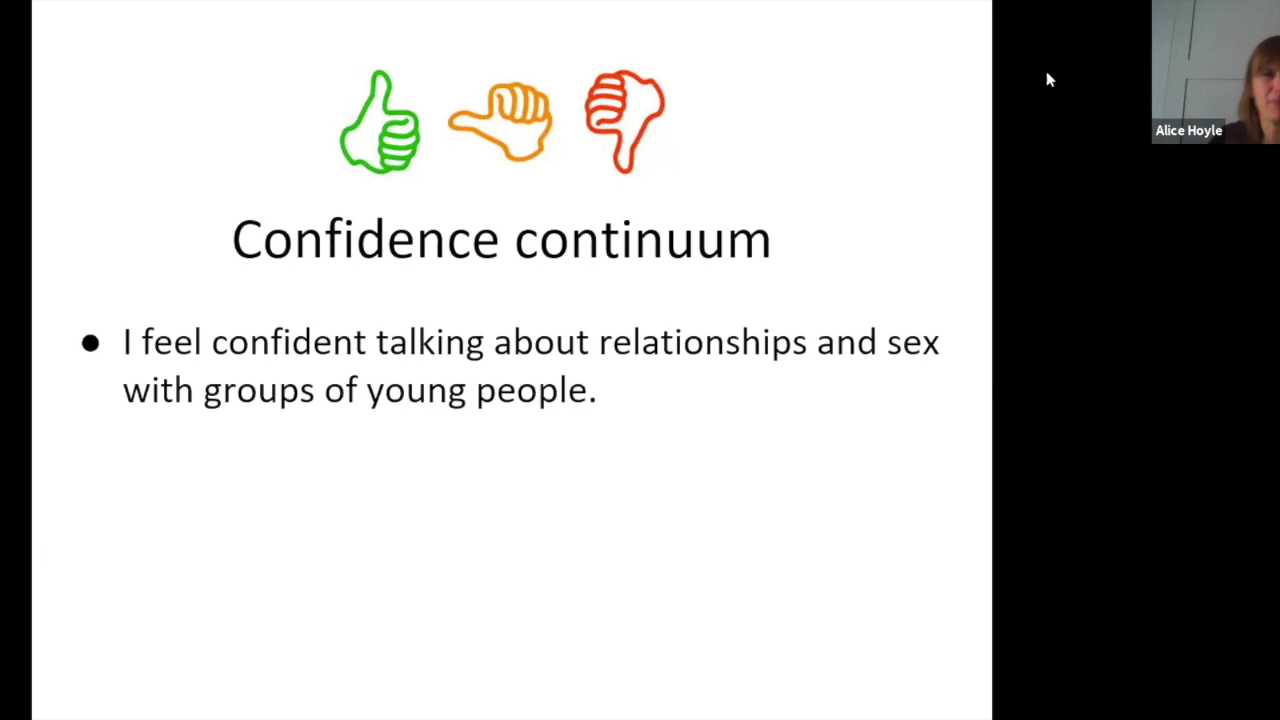 Confidence continuum
● I feel confident talking about relationships and sex
with groups of young people.
Alice Hoyle